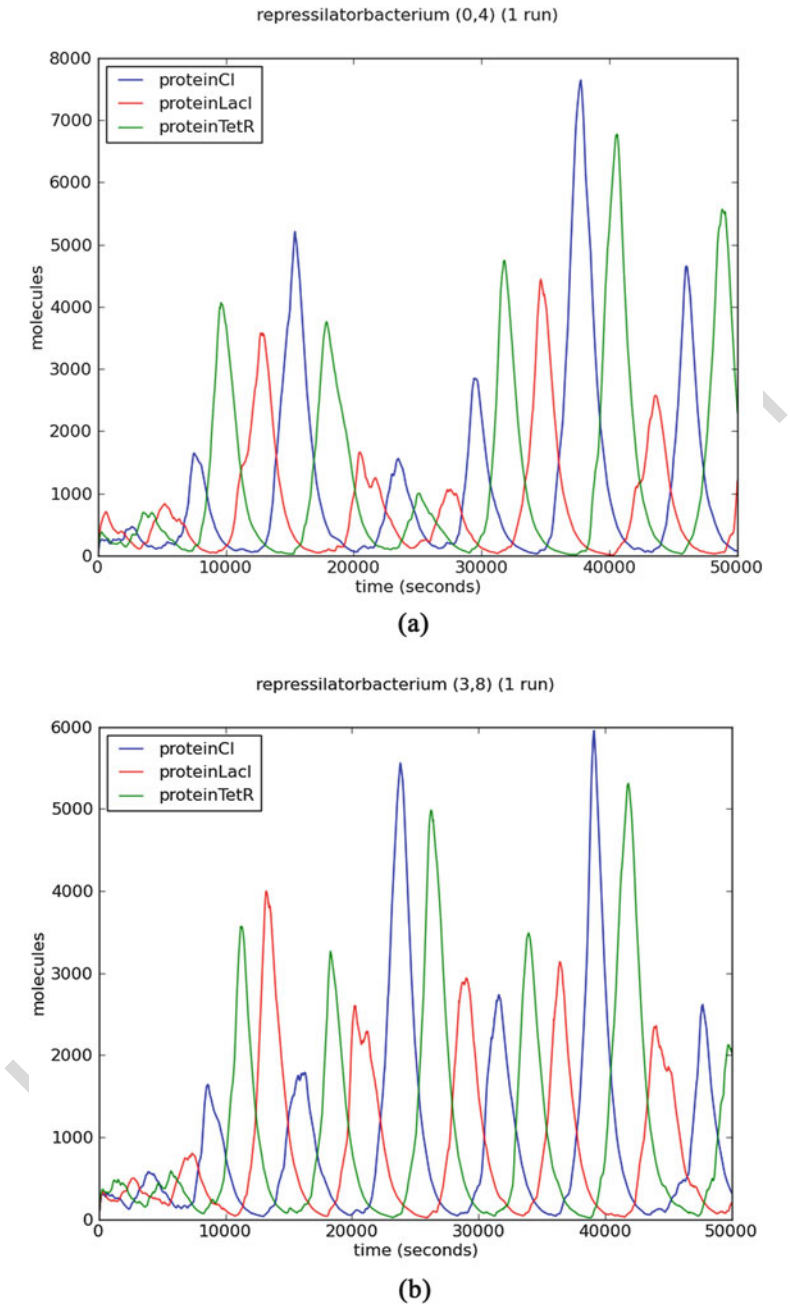 repressilatorbacterium (0,4) (1 run)
8000
7000
6000
5000
4000
3000
2000
1000
0
molecules
proteinCI
proteinLacI
proteinTetR
0
10000
20000
30000
40000
50000
time (seconds)
(a)
repressilatorbacterium (3,8) (1 run)
6000
5000
4000
3000
2000
1000
0
molecules
proteinCI
proteinLacI
proteinTetR
0
10000
20000
30000
40000
50000
time (seconds)
(b)